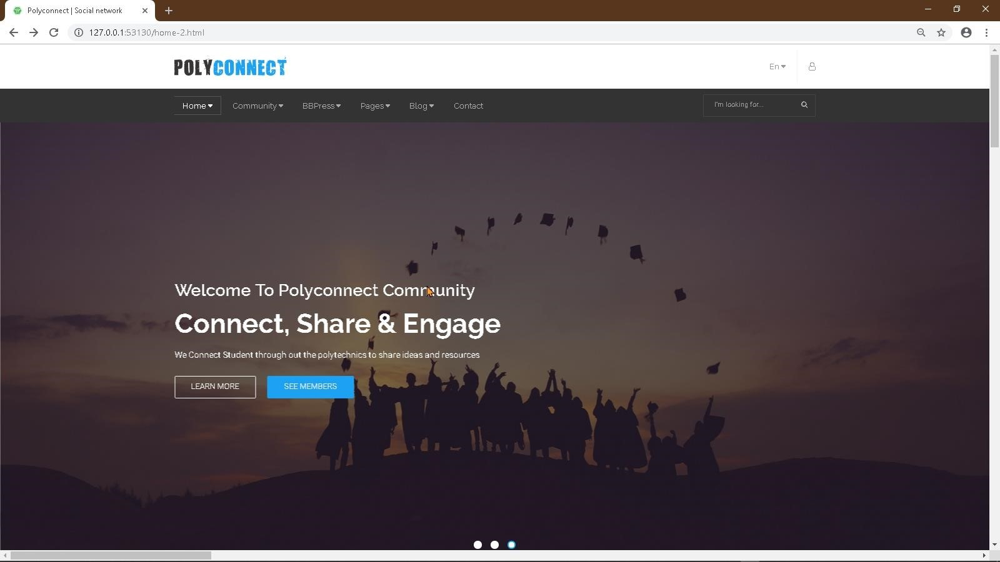 Polyconnect | Social network
127.0.0.1:53130/home-2.html
POLYCONNECT
En
Home Community BBPress Pages Blog Contact I'm looking for...
Welcome To Polyconnect Community
Connect, Share & Engage
We Connect Student through out the polytechnics to share ideas and resources
LEARN MORE SEE MEMBERS